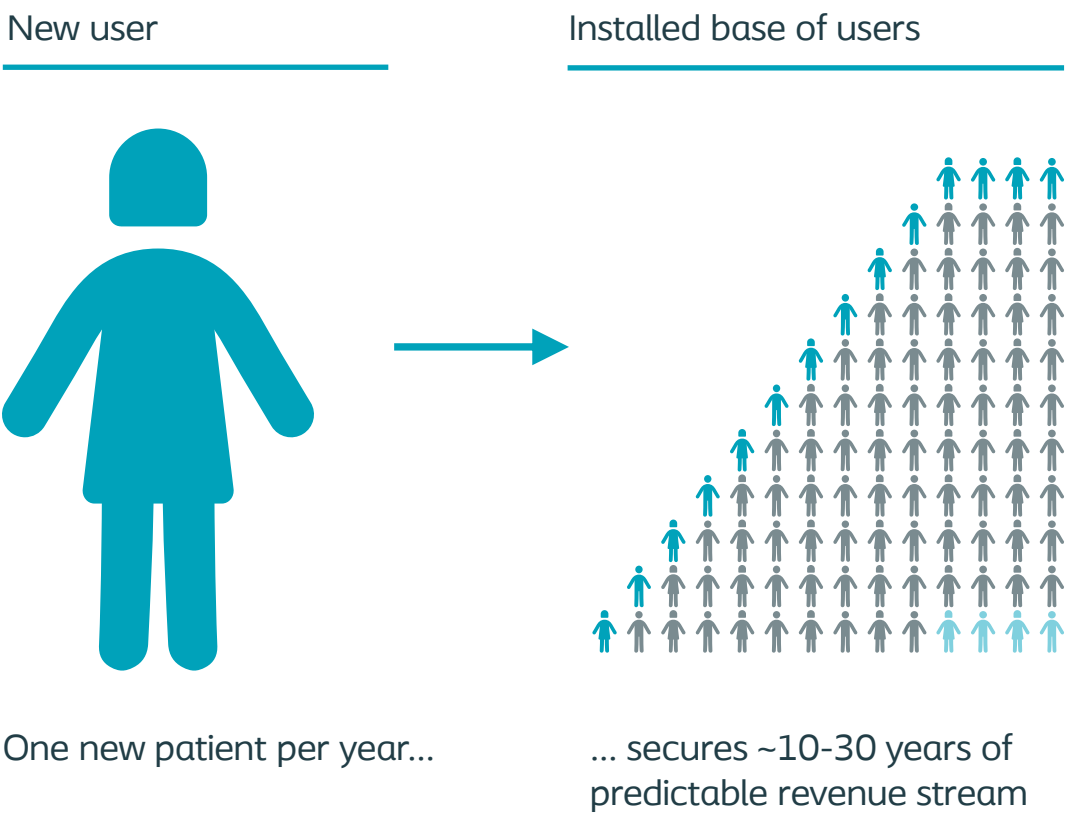 New user
Installed base of users
One new patient per year...
... secures ~10-30 years of
predictable revenue stream